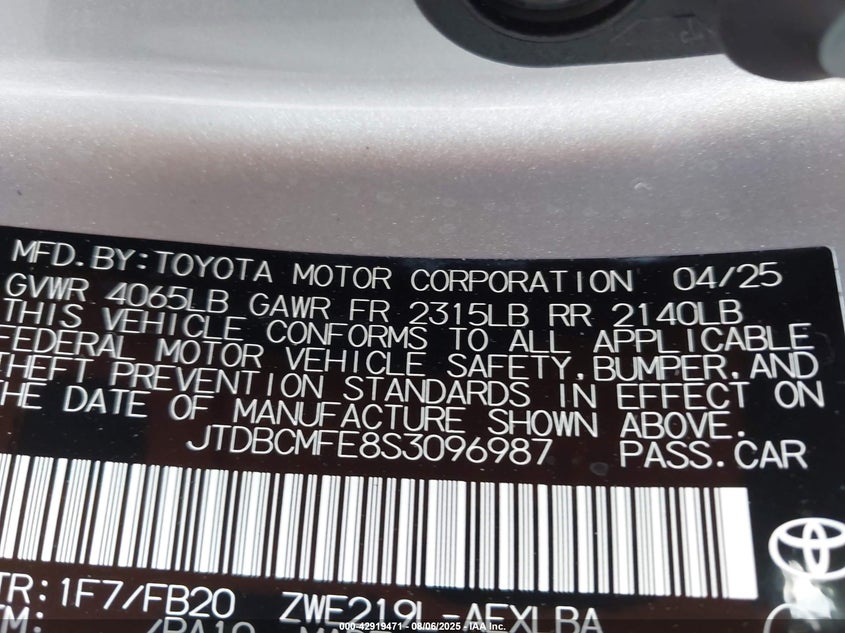 MFD. BY: TOYOTA MOTOR CORPORATION 04/25
GVWR 4065LB GAWR FR 2315LB RR 2140LB
THIS VEHICLE CONFORMS TO ALL APPLICABLE
FEDERAL MOTOR VEHICLE SAFETY, BUMPER, AND
THEFT PREVENTION STANDARDS IN EFFECT ON
THE DATE OF MANUFACTURE SHOWN ABOVE.
JTDBCMFE8S3096987 PASS. CAR
TR: 1F7/FB20 ZWE219L-AEXLBA
000-42919471 - 08/06/2025 - IAA Inc.